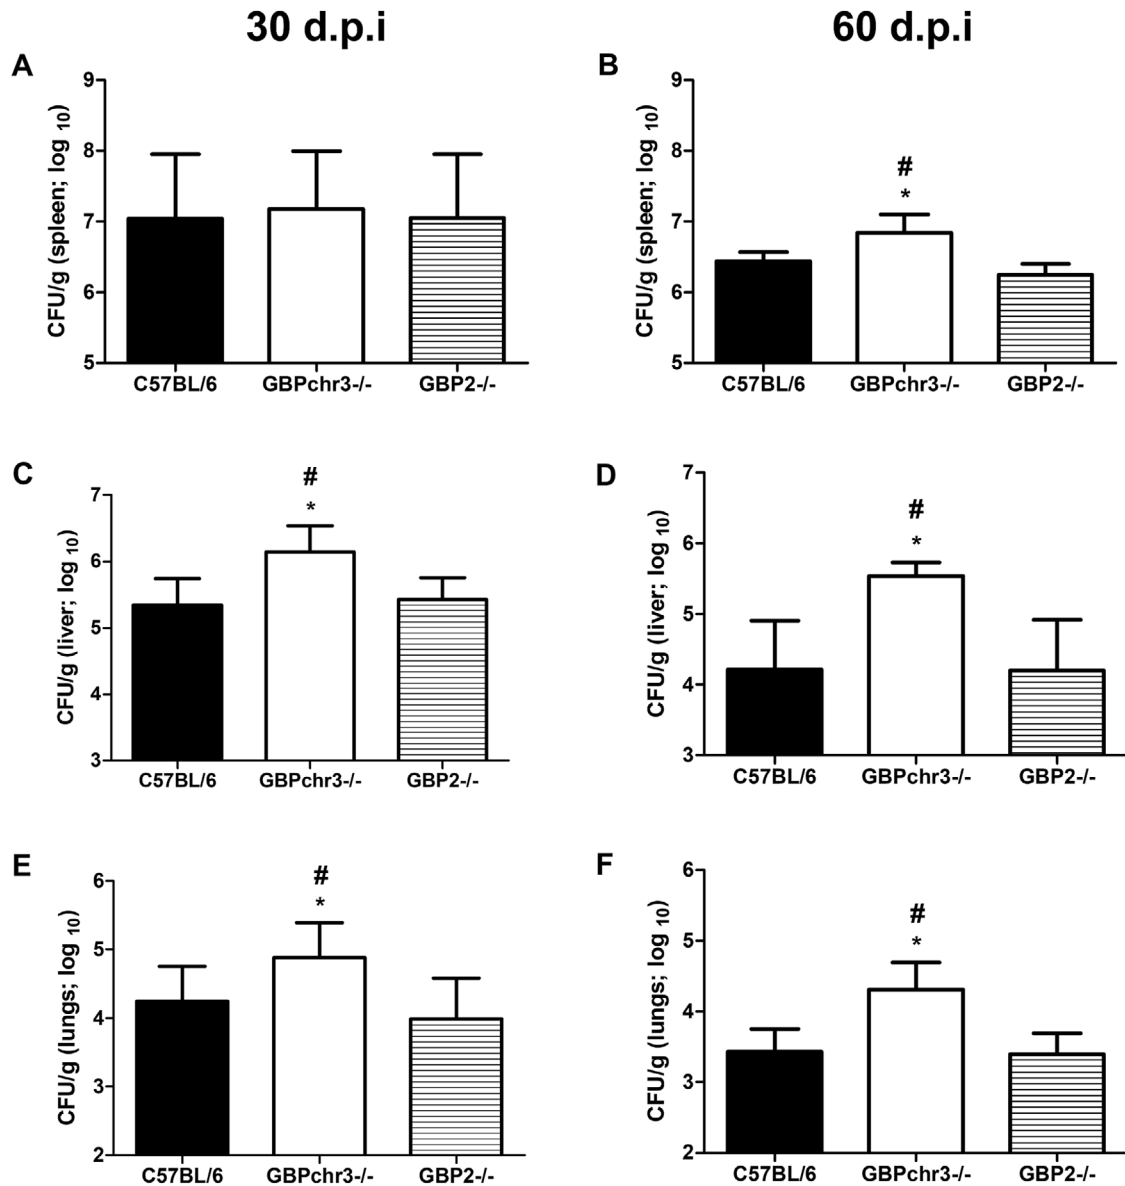 30 d.p.i
60 d.p.i
A
CFU/g (spleen; log 10)
9
8
7
6
5
C57BL/6 GBPchr3-/- GBP2-/-
B
CFU/g (spleen; log 10)
9
8
7
6
5
#
*
C57BL/6 GBPchr3-/- GBP2-/-
C
CFU/g (liver; log 10)
7
6
5
4
3
#
*
C57BL/6 GBPchr3-/- GBP2-/-
D
CFU/g (liver; log 10)
7
6
5
4
3
#
*
C57BL/6 GBPchr3-/- GBP2-/-
E
CFU/g (lungs; log 10)
6
5
4
3
2
#
*
C57BL/6 GBPchr3-/- GBP2-/-
F
CFU/g (lungs; log 10)
6
5
4
3
2
#
*
C57BL/6 GBPchr3-/- GBP2-/-